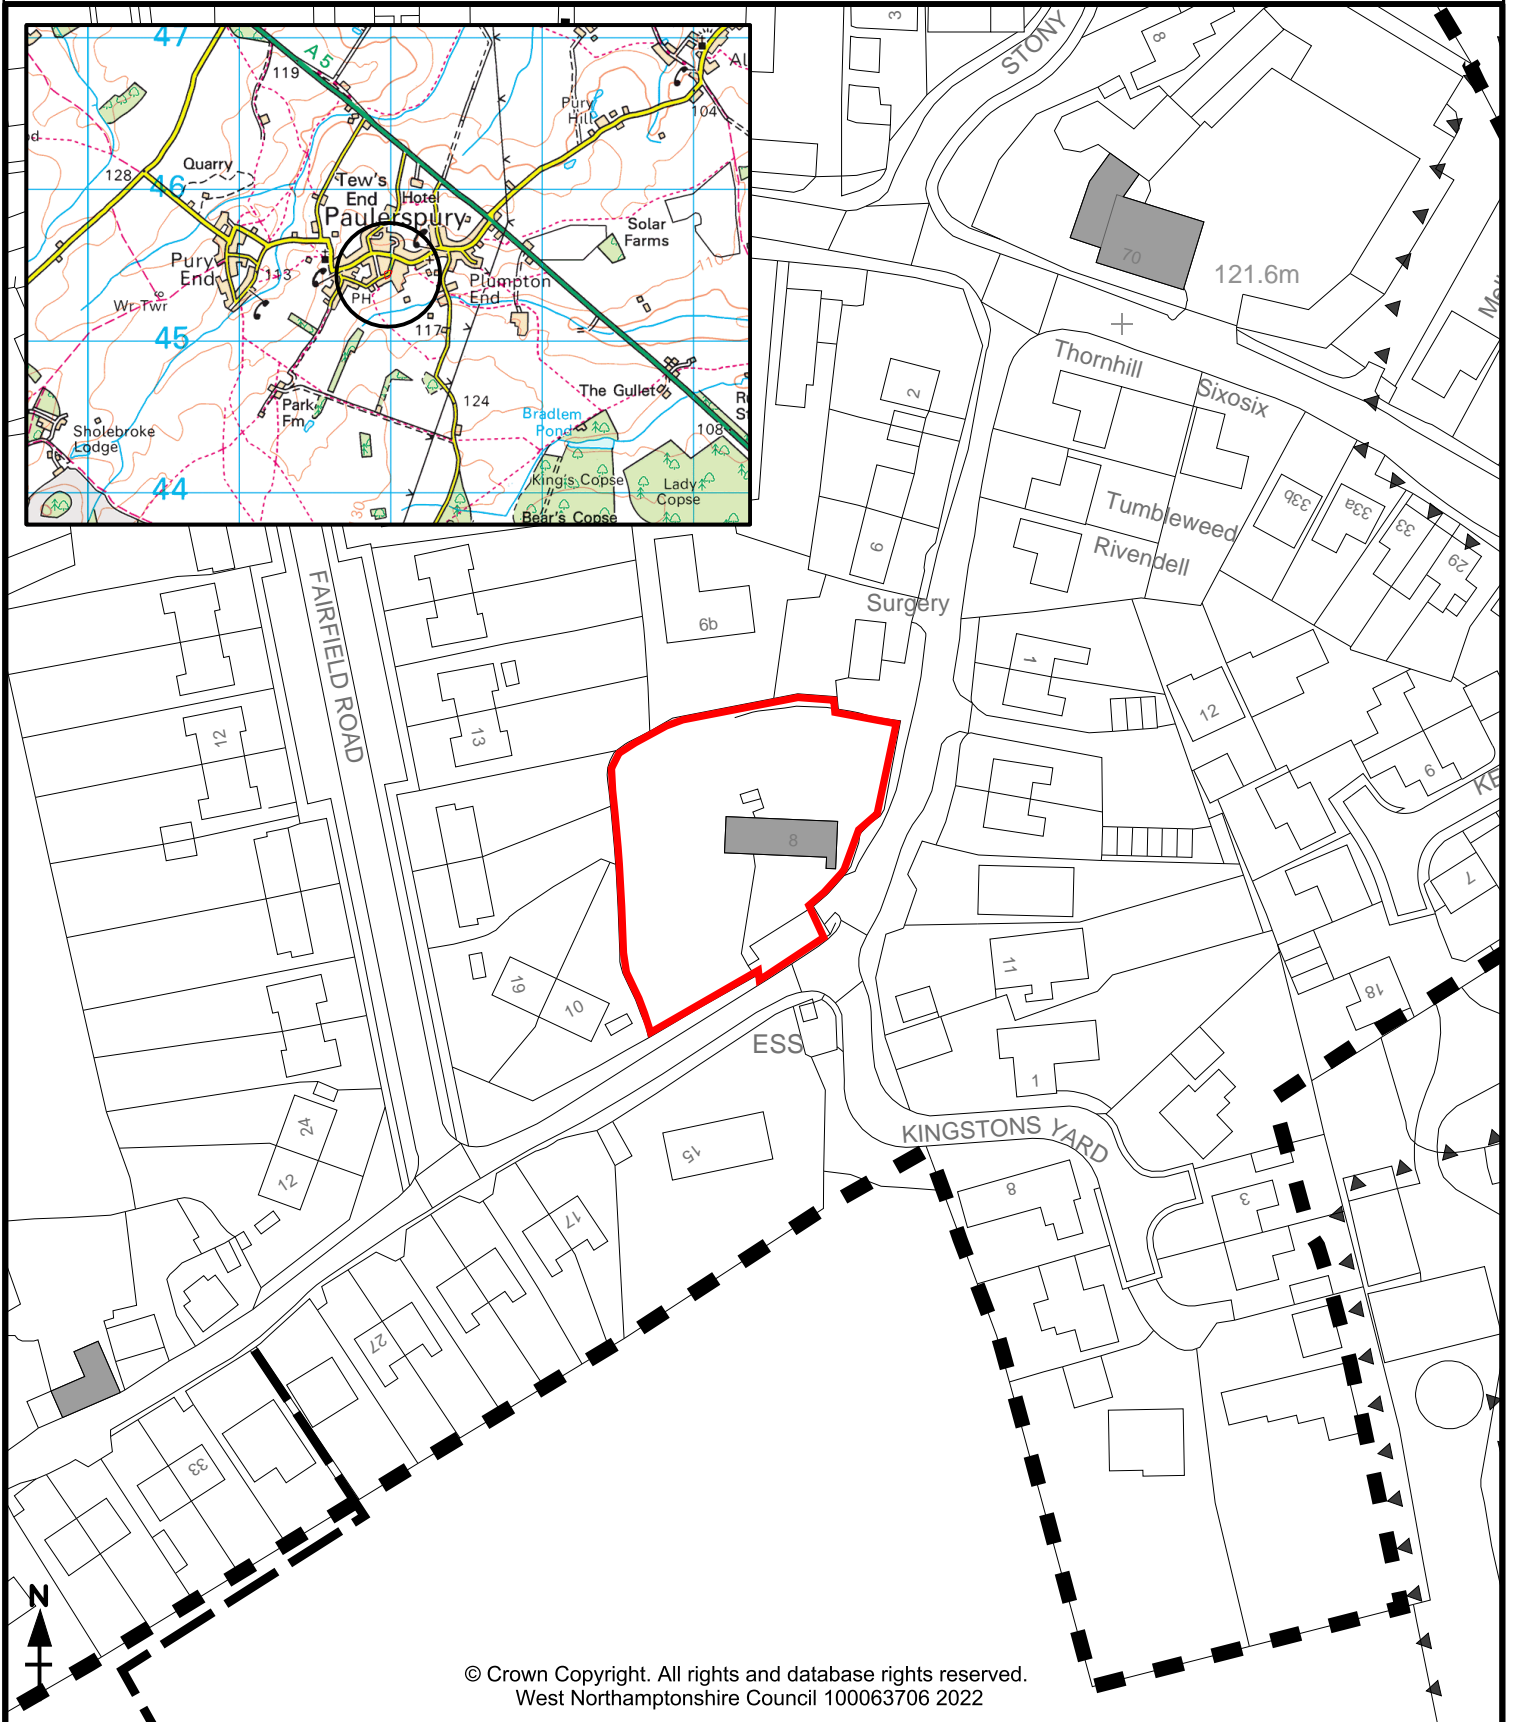 47
A5
119
Pury
Hill
104
Al
Quarry
128
46
Tew's
End
Hotel
Paulerspury
Solar
Farms
110
Pury
End
113
PH
Plumpton
End
Wr Twr
117
45
Park
Fm
124
The Gullet
Bradlem
Pond
108
Sholebroke
Lodge
44
King's Copse
Lady
Copse
Bear's Copse
30
3
STONY
8
70
121.6m
Thornhill
Sixosix
2
Tumbleweed
Rivendell
33b
33a
33
29
6
FAIRFIELD ROAD
6b
Surgery
1
12
13
12
9
KE
8
7
11
18
19
10
ESS
1
KINGSTONS YARD
24
12
15
17
8
3
27
33
N
© Crown Copyright. All rights and database rights reserved.
West Northamptonshire Council 100063706 2022